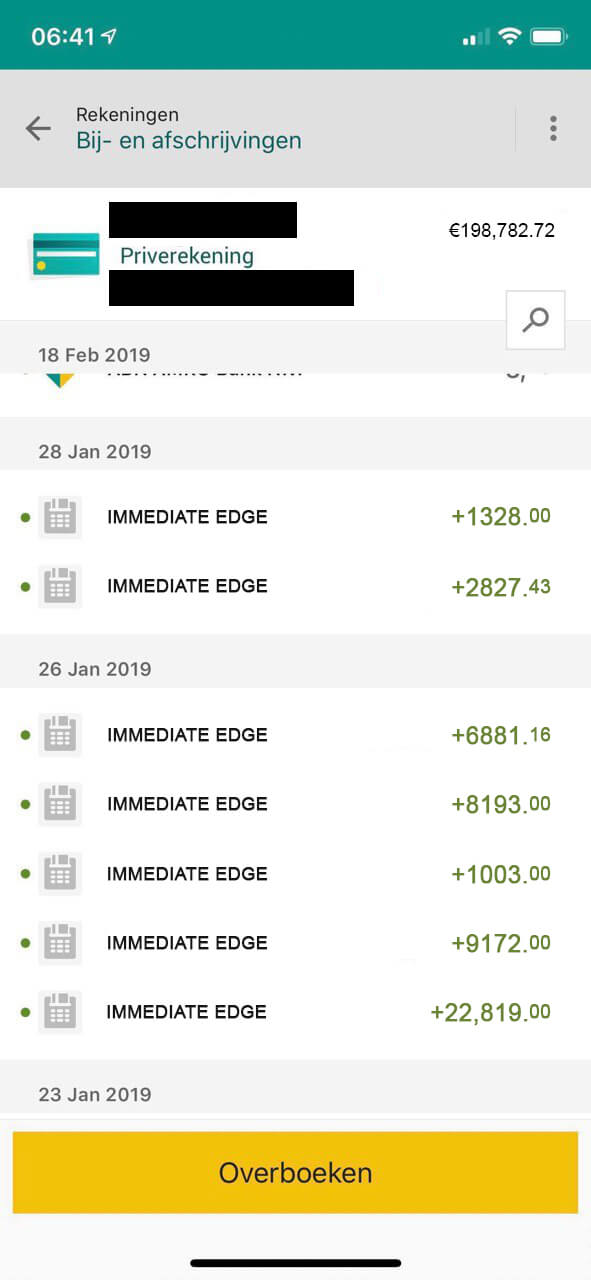 06:41
Rekeningen
Bij- en afschrijvingen
€198,782.72
Priverekening
18 Feb 2019
28 Jan 2019
IMMEDIATE EDGE +1328.00
IMMEDIATE EDGE +2827.43
26 Jan 2019
IMMEDIATE EDGE +6881.16
IMMEDIATE EDGE +8193.00
IMMEDIATE EDGE +1003.00
IMMEDIATE EDGE +9172.00
IMMEDIATE EDGE +22,819.00
23 Jan 2019
Overboeken